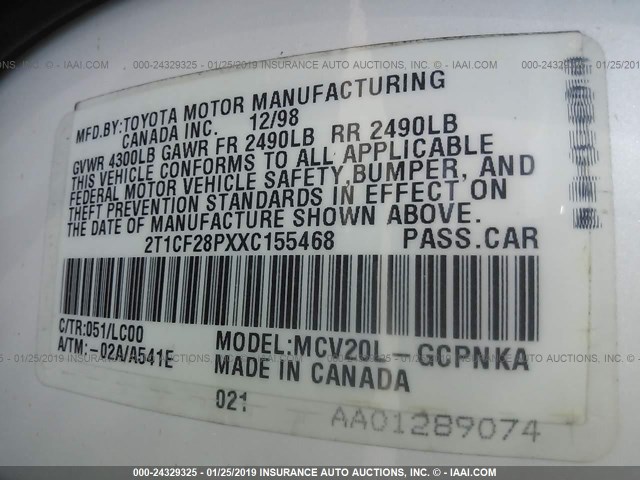 000-24329325 - 01/25/2019 INSURANCE AUTO AUCTIONS - © - IAAI.COM
MFD.BY:TOYOTA MOTOR MANUFACTURING
CANADA INC. 12/98
GVWR 4300LB GAWR FR 2490LB RR 2490LB
THIS VEHICLE CONFORMS TO ALL APPLICABLE
FEDERAL MOTOR VEHICLE SAFETY,BUMPER, AND
THEFT PREVENTION STANDARDS IN EFFECT ON
THE DATE OF MANUFACTURE SHOWN ABOVE.
2T1CF28PXXC155468 PASS.CAR
C/TR:051/LC00
A/TM:-02A/A541E
MODEL:MCV20L-GCPNKA
MADE IN CANADA
021
AA01289074
000-24329325 - 01/25/2019 INSURANCE AUTO AUCTIONS - © - IAAI.COM